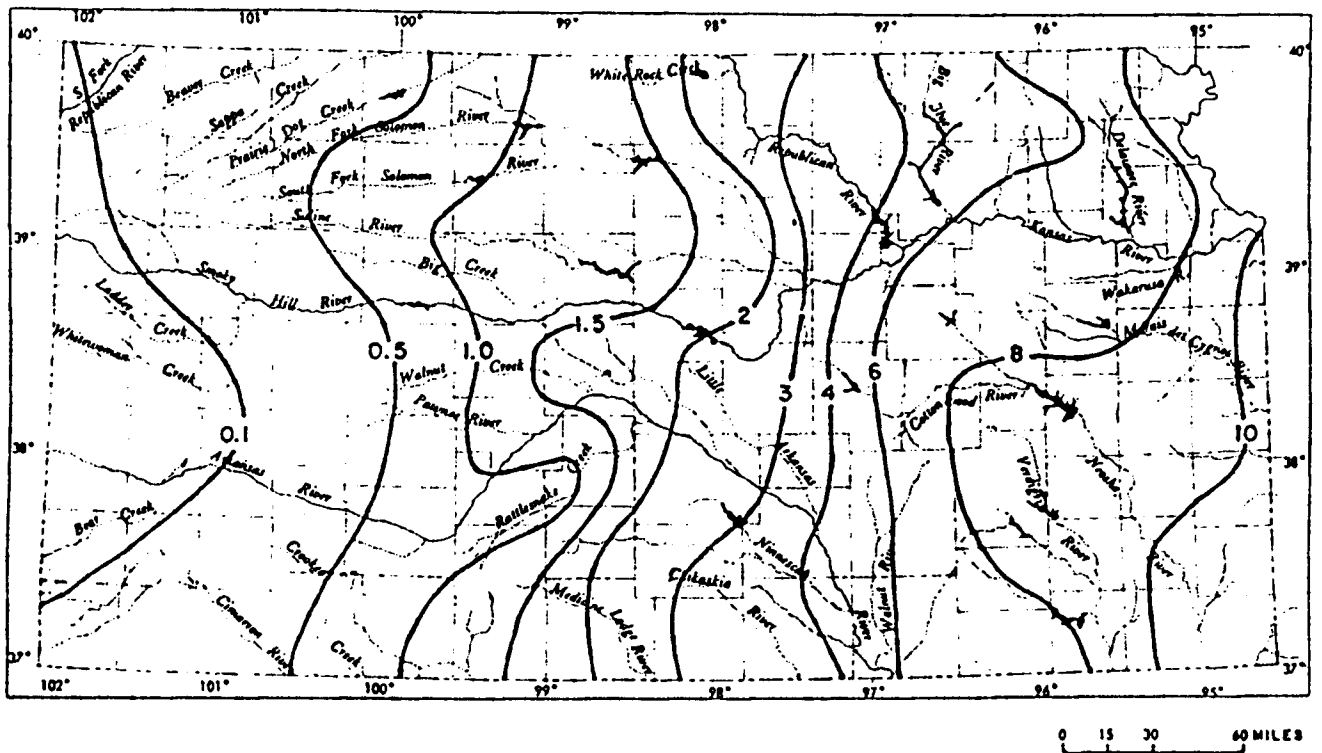 102° 101° 100° 99° 98° 97° 96° 95°
40° 40°
S. Fork
Republican River
Beaver Creek
Sappa Creek
Prairie Dog Creek
North Fork Solomon River
South Fork Solomon River
Saline River
White Rock Creek
Republican River
Big Blue River
Delaware River
39° 39°
Smoky Hill River
Big Creek
Kansas River
Wakarusa R.
Ladder Creek
Whitewoman Creek
1.5
2
Marais des Cygnes River
0.5
1.0
Walnut Creek
Little Arkansas River
3
4
6
8
Pawnee River
Cottonwood River
0.1
10
38° 38°
Arkansas River
Creek
Rattlesnake
Verdigris River
Neosho River
Bear Creek
Crooked Creek
Ninnescah River
Chikaskia River
Walnut Ri
Cimarron River
Medicine Lodge River
37° 37°
102° 101° 100° 99° 98° 97° 96° 95°
0 15 30 60 MILES